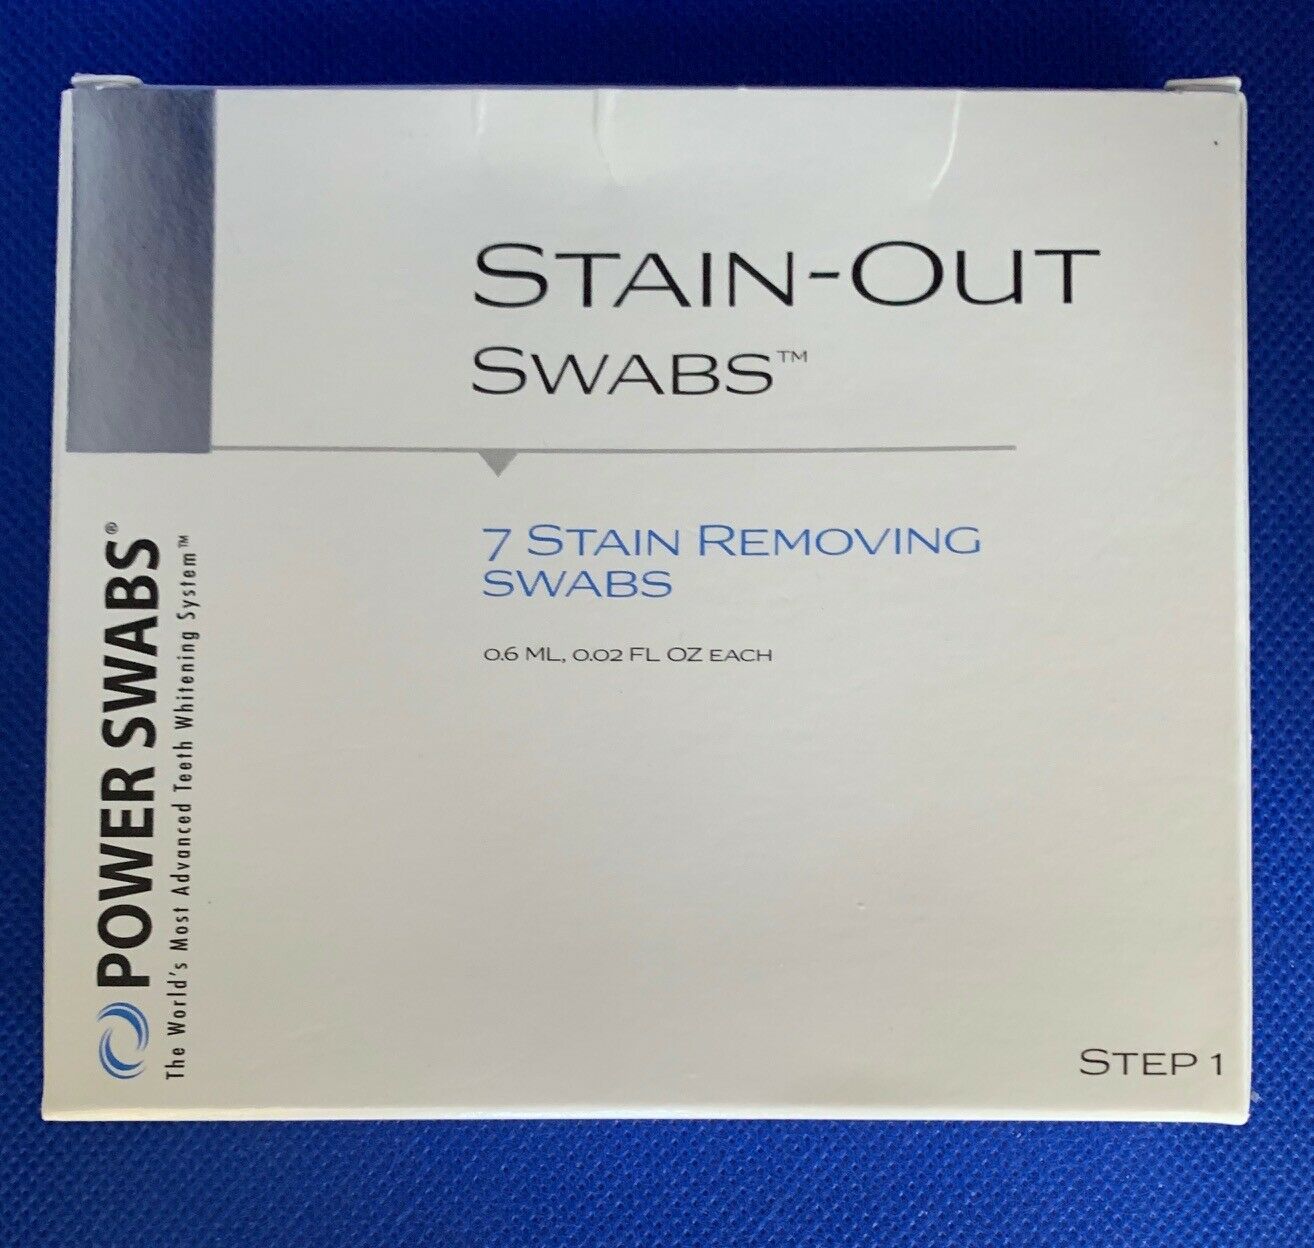 STAIN-OUT
SWABS™
7 STAIN REMOVING
SWABS
0.6 ML, 0.02 FL OZ EACH
POWER SWABS®
The World's Most Advanced Teeth Whitening System™
STEP 1